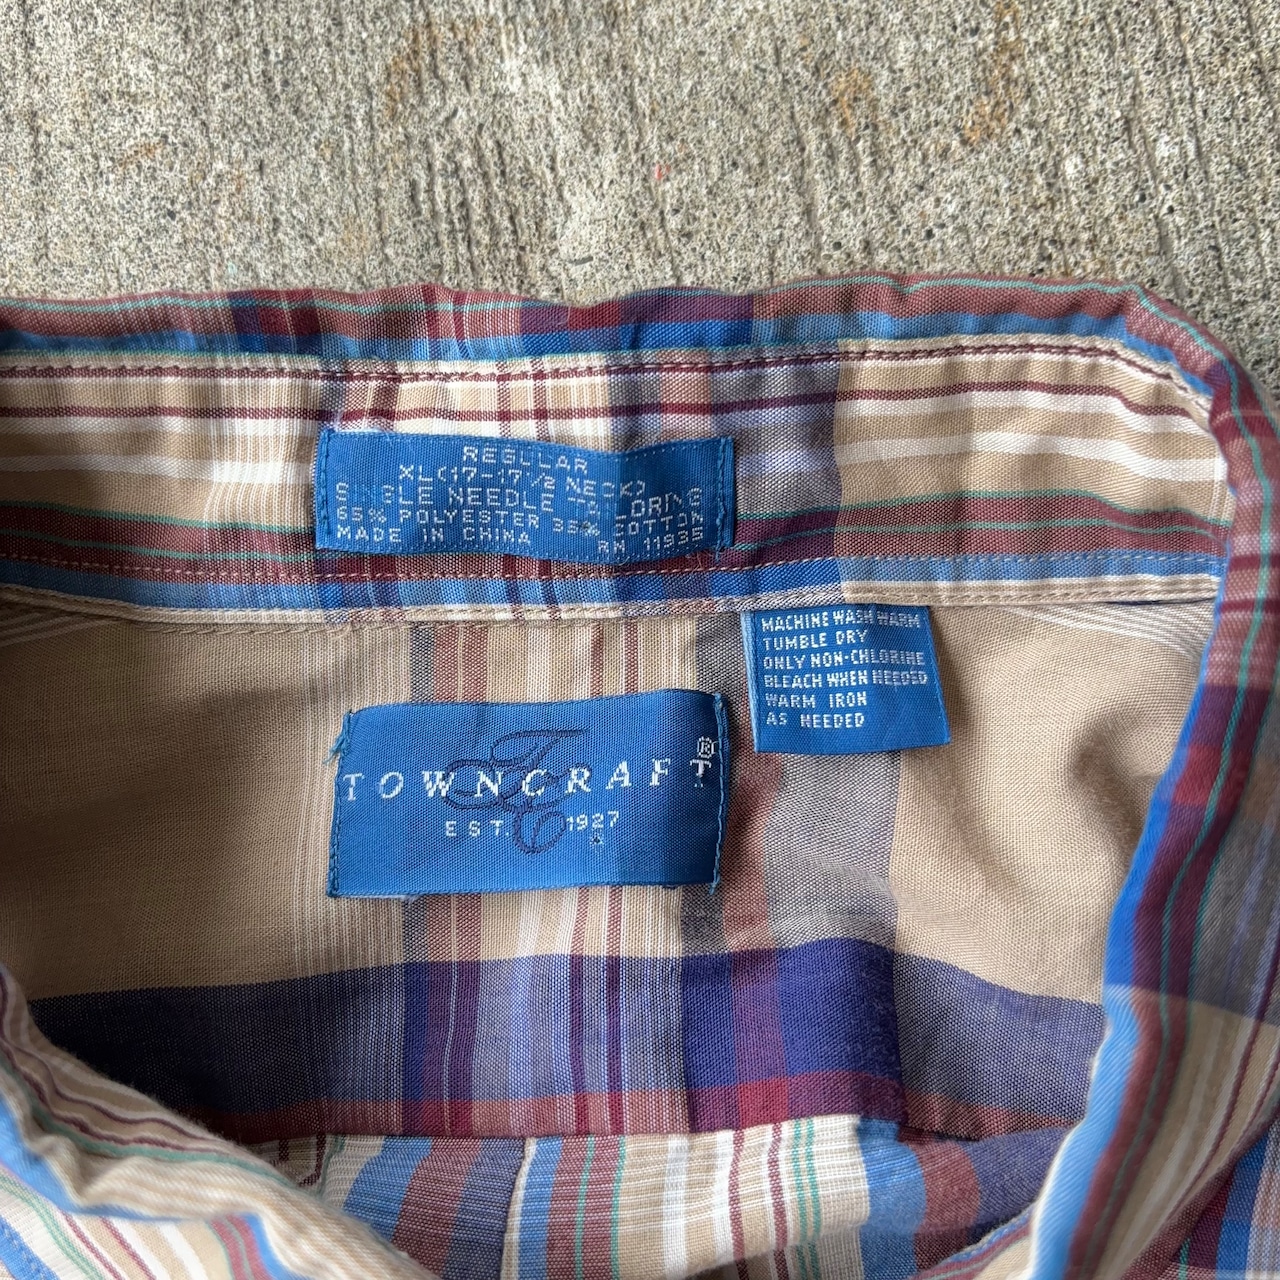 REGULAR
XL (17-17 1/2 NECK)
SINGLE NEEDLE TAILORING
65% POLYESTER 35% COTTON
MADE IN CHINA RN 11935
MACHINE WASH WARM
TUMBLE DRY
ONLY NON-CHLORINE
BLEACH WHEN NEEDED
WARM IRON
AS NEEDED
TOWNCRAFT®
EST. 1927